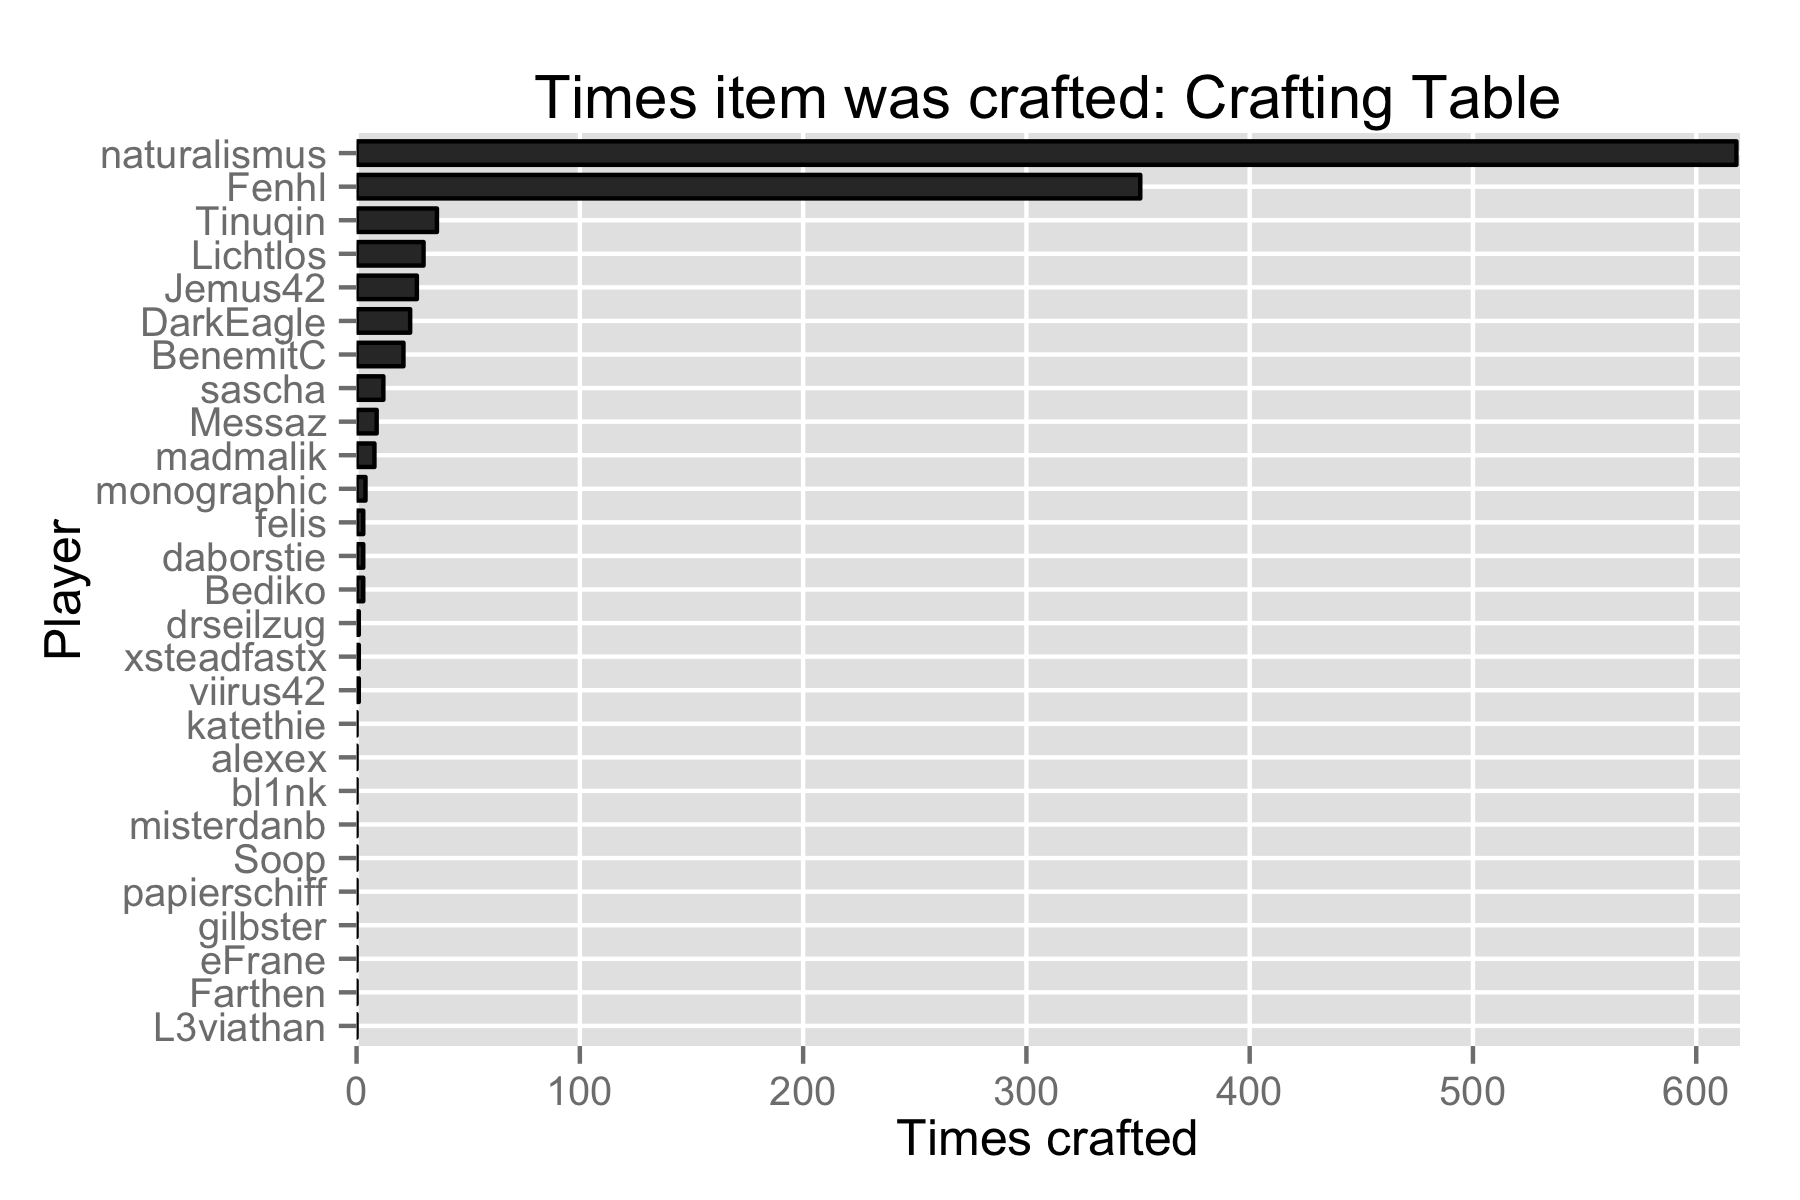 Times item was crafted: Crafting Table
naturalismus
Fenhl
Tinuqin
Lichtlos
Jemus42
DarkEagle
BenemitC
sascha
Messaz
madmalik
monographic
felis
daborstie
Bediko
drseilzug
xsteadfastx
viirus42
katethie
alexex
bl1nk
misterdanb
Soop
papierschiff
gilbster
eFrane
Farthen
L3viathan
Player
0 100 200 300 400 500 600
Times crafted